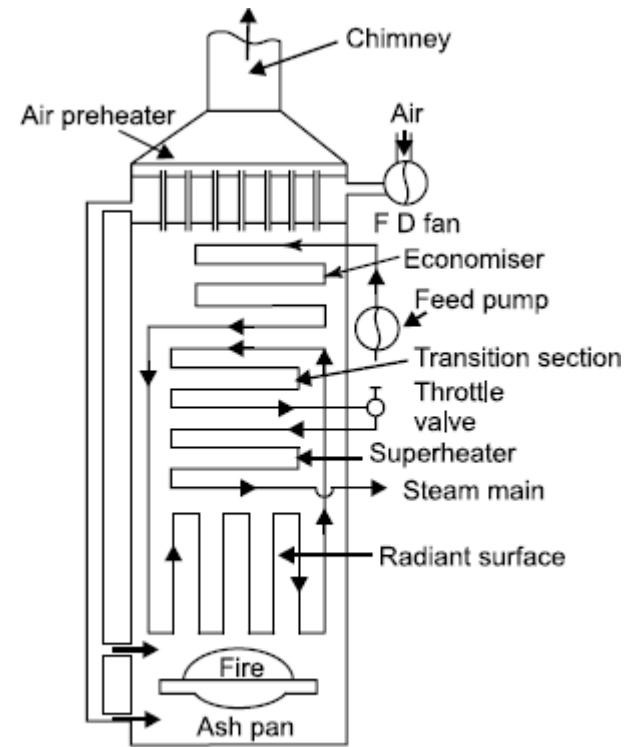 Chimney
Air preheater
Air
F D fan
Economiser
Feed pump
Transition section
Throttle
valve
Superheater
Steam main
Radiant surface
Fire
Ash pan